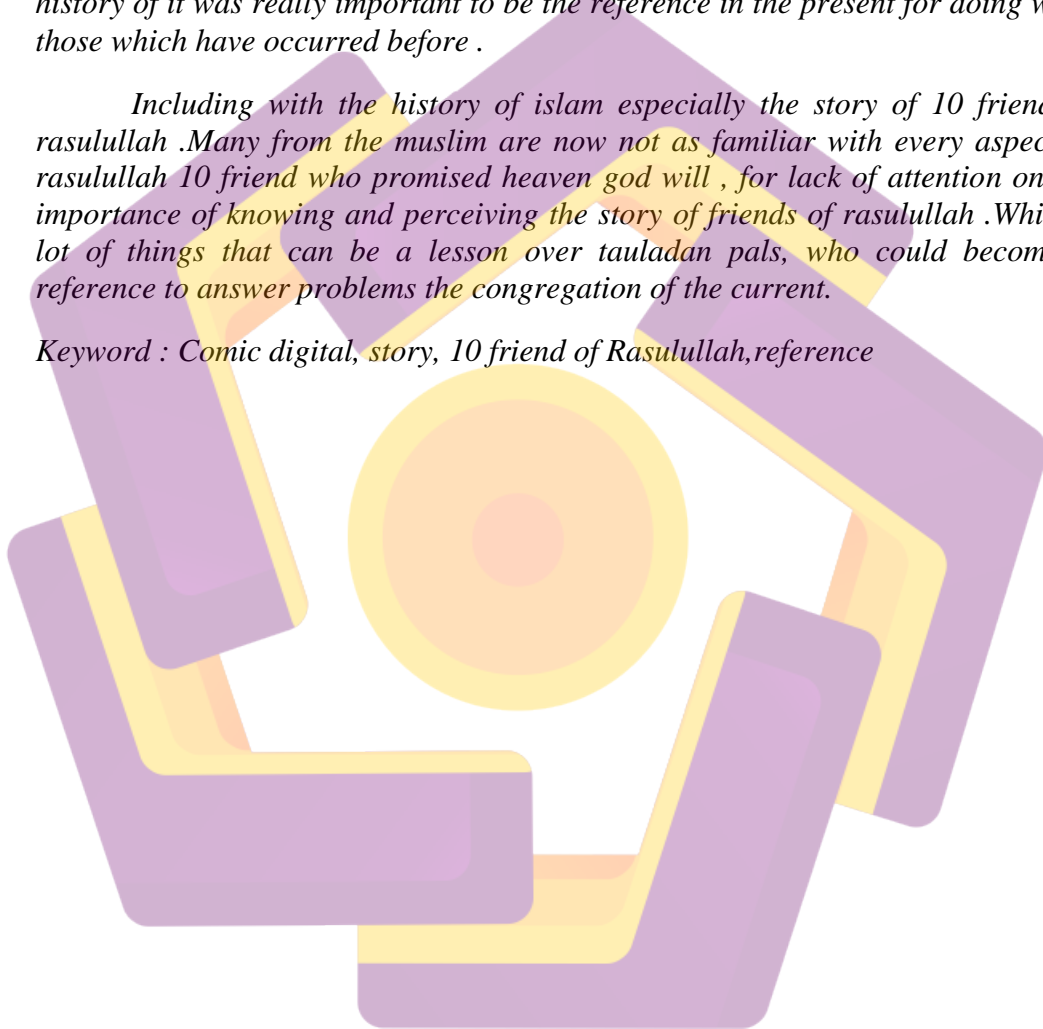 history of it was really important to be the reference in the present for doing w
those which have occurred before .
Including with the history of islam especially the story of 10 friend
rasulullah .Many from the muslim are now not as familiar with every aspec
rasulullah 10 friend who promised heaven god will , for lack of attention on
importance of knowing and perceiving the story of friends of rasulullah .Whi
lot of things that can be a lesson over tauladan pals, who could becom
reference to answer problems the congregation of the current.
Keyword : Comic digital, story, 10 friend of Rasulullah,reference